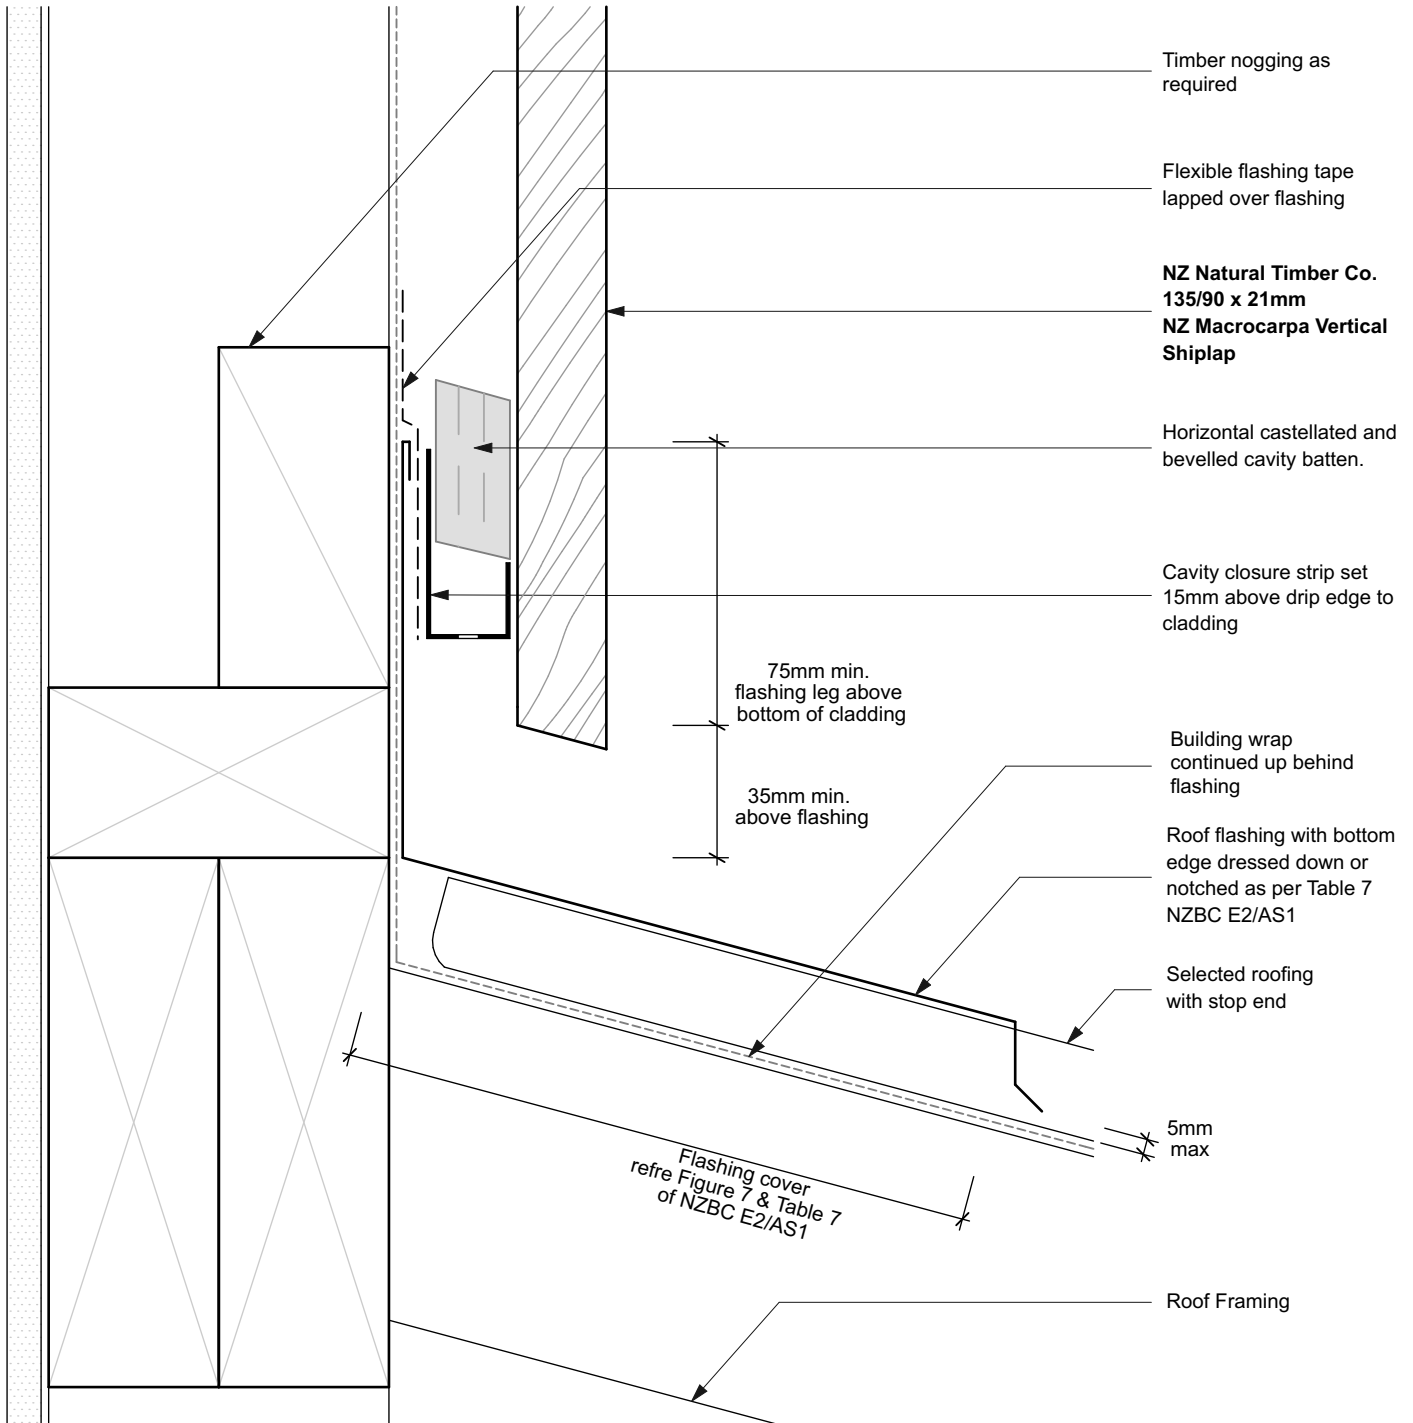 Timber nogging as
required
Flexible flashing tape
lapped over flashing
NZ Natural Timber Co.
135/90 x 21mm
NZ Macrocarpa Vertical
Shiplap
Horizontal castellated and
bevelled cavity batten.
Cavity closure strip set
15mm above drip edge to
cladding
75mm min.
flashing leg above
bottom of cladding
35mm min.
above flashing
Building wrap
continued up behind
flashing
Roof flashing with bottom
edge dressed down or
notched as per Table 7
NZBC E2/AS1
Selected roofing
with stop end
5mm
max
Flashing cover
refre Figure 7 & Table 7
of NZBC E2/AS1
Roof Framing